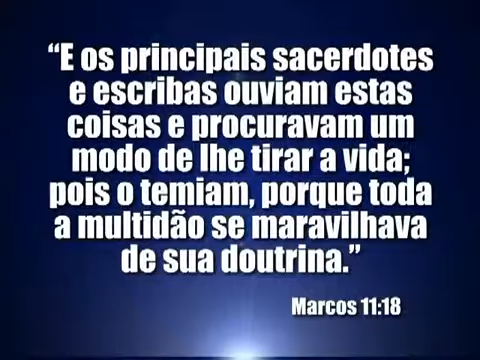 “E os principais sacerdotes
e escribas ouviam estas
coisas e procuravam um
modo de lhe tirar a vida;
pois o temiam, porque toda
a multidão se maravilhava
de sua doutrina.”
Marcos 11:18